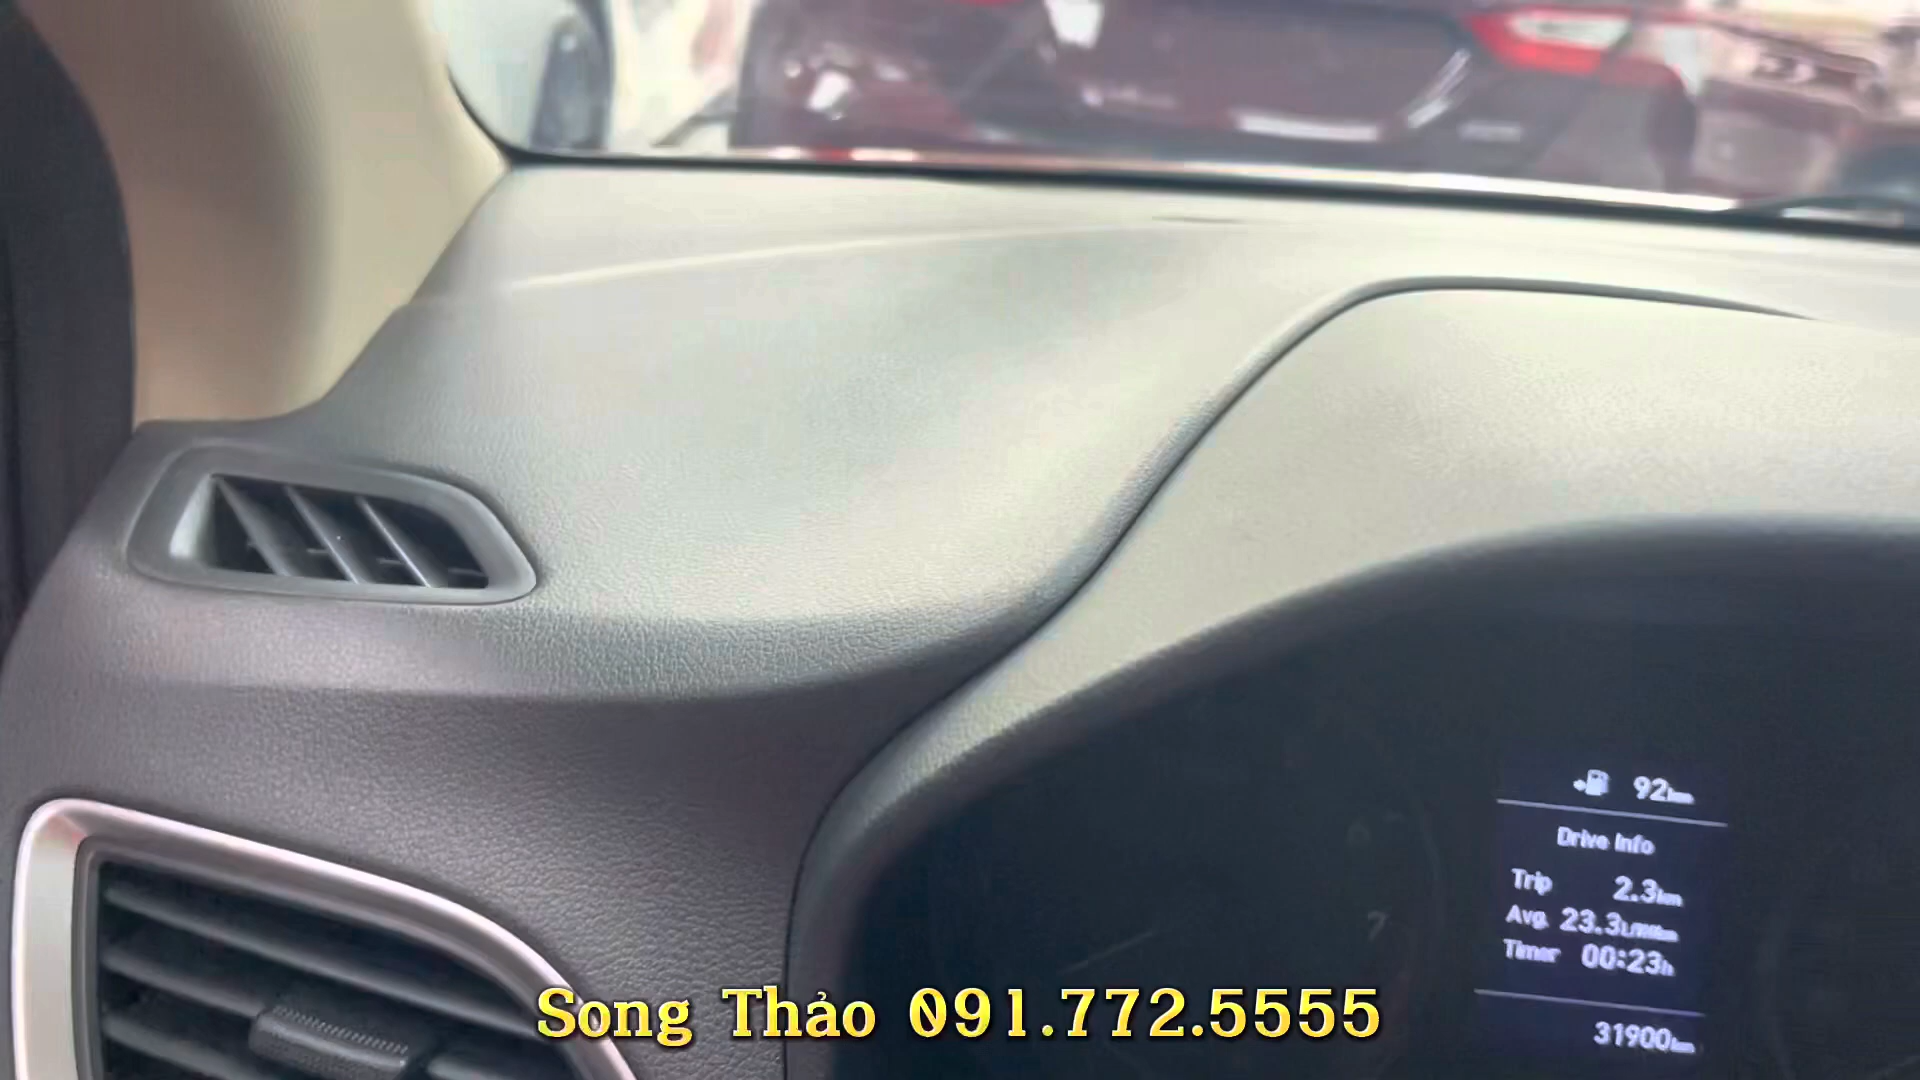 92km
Drive Info
Trip 2.3km
Avg. 23.3L/100km
Timer 00:23h
31900km
Song Thảo 091.772.5555